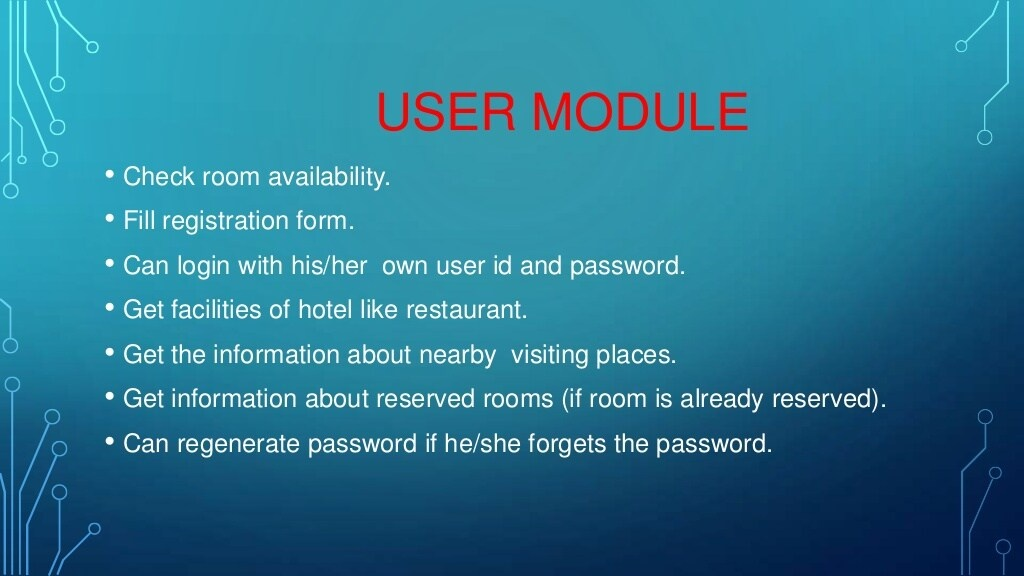 USER MODULE
• Check room availability.
• Fill registration form.
• Can login with his/her  own user id and password.
• Get facilities of hotel like restaurant.
• Get the information about nearby  visiting places.
• Get information about reserved rooms (if room is already reserved).
• Can regenerate password if he/she forgets the password.